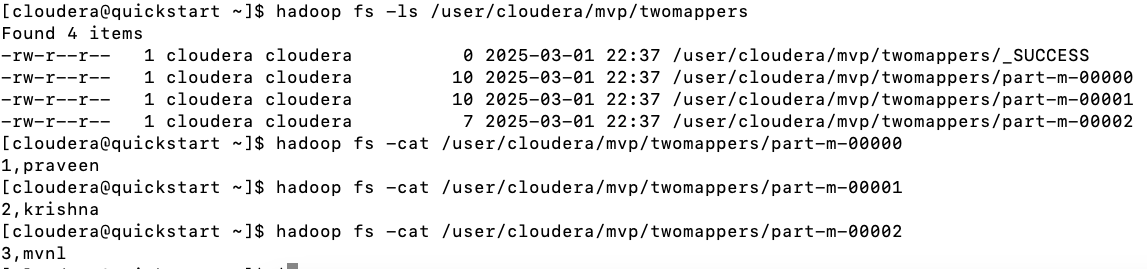 [cloudera@quickstart ~]$ hadoop fs -ls /user/cloudera/mvp/twomappers
Found 4 items
-rw-r--r--   1 cloudera cloudera          0 2025-03-01 22:37 /user/cloudera/mvp/twomappers/_SUCCESS
-rw-r--r--   1 cloudera cloudera         10 2025-03-01 22:37 /user/cloudera/mvp/twomappers/part-m-00000
-rw-r--r--   1 cloudera cloudera         10 2025-03-01 22:37 /user/cloudera/mvp/twomappers/part-m-00001
-rw-r--r--   1 cloudera cloudera          7 2025-03-01 22:37 /user/cloudera/mvp/twomappers/part-m-00002
[cloudera@quickstart ~]$ hadoop fs -cat /user/cloudera/mvp/twomappers/part-m-00000
1,praveen
[cloudera@quickstart ~]$ hadoop fs -cat /user/cloudera/mvp/twomappers/part-m-00001
2,krishna
[cloudera@quickstart ~]$ hadoop fs -cat /user/cloudera/mvp/twomappers/part-m-00002
3,mvnl